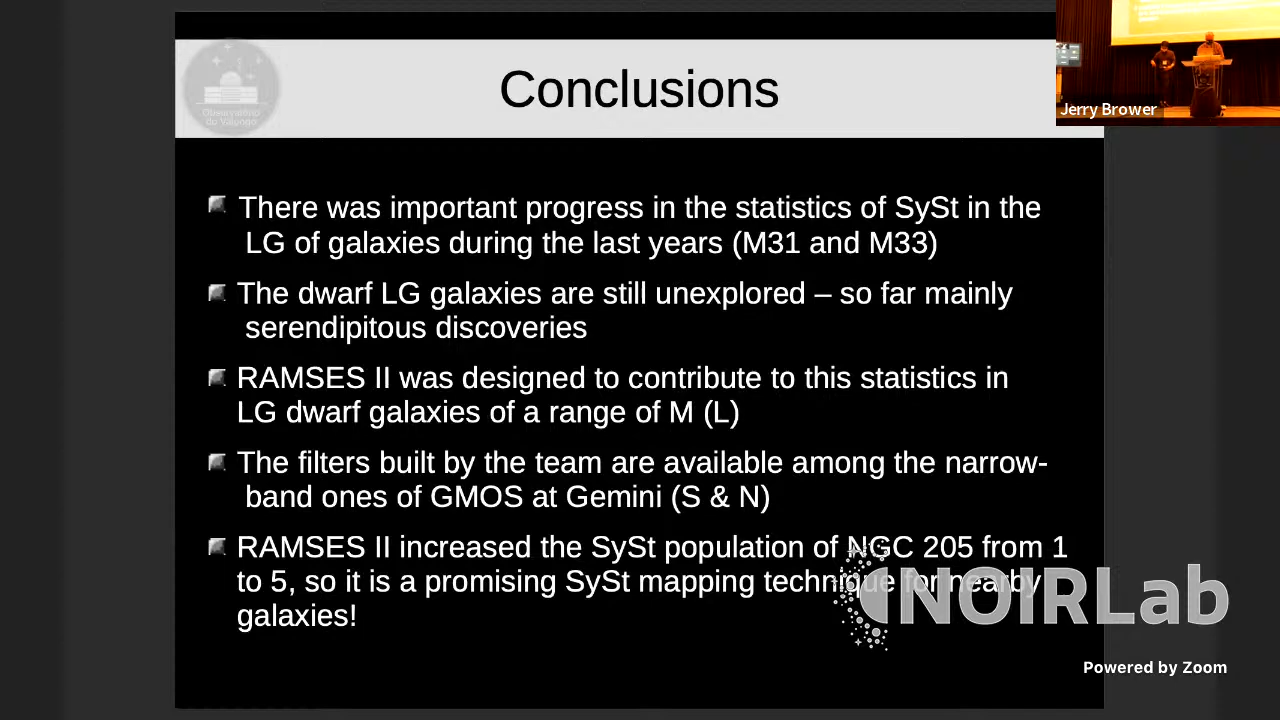 Conclusions
Observatório
do Valongo
Jerry Brower
There was important progress in the statistics of SySt in the
LG of galaxies during the last years (M31 and M33)
The dwarf LG galaxies are still unexplored – so far mainly
serendipitous discoveries
RAMSES II was designed to contribute to this statistics in
LG dwarf galaxies of a range of M (L)
The filters built by the team are available among the narrow-
band ones of GMOS at Gemini (S & N)
RAMSES II increased the SySt population of NGC 205 from 1
to 5, so it is a promising SySt mapping technique for nearby
galaxies!
NOIRLab
Powered by Zoom